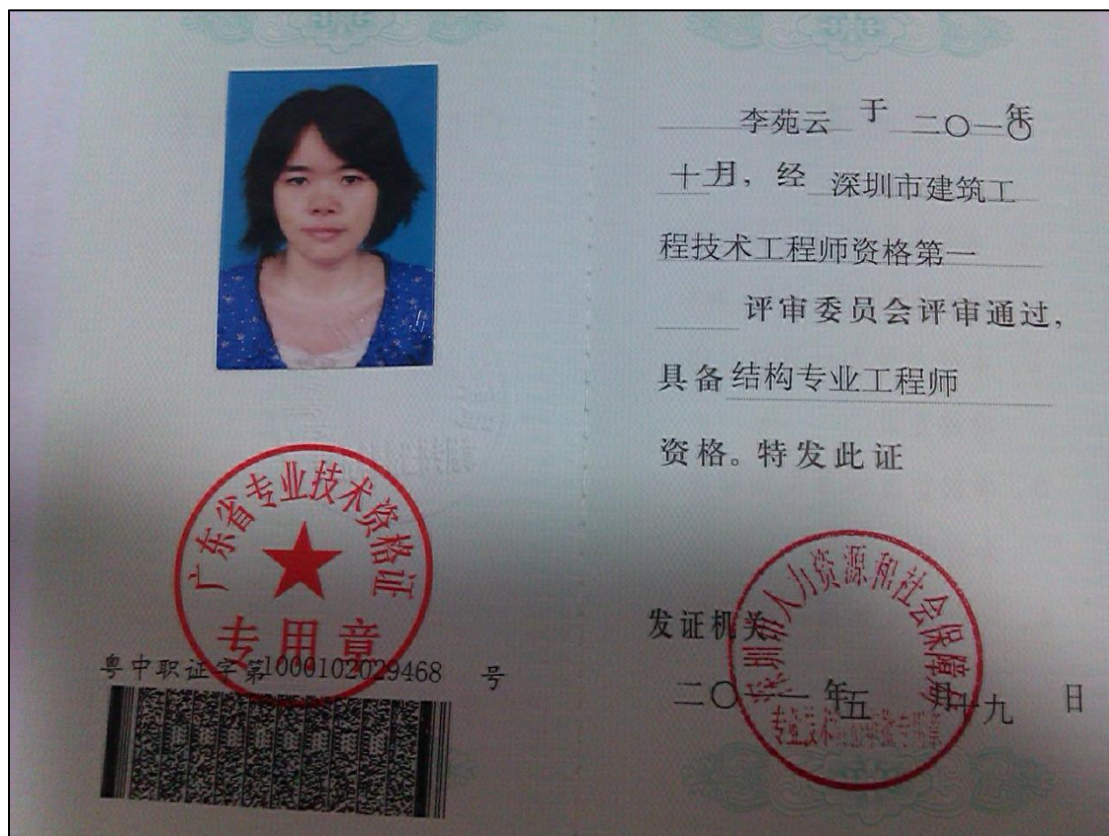 广东省专业技术资格证
专用章
粤中职证字第1000102029468号
李苑云 于 二〇一〇年
十月，经 深圳市建筑工
程技术工程师资格第一
评审委员会评审通过，
具备结构专业工程师
资格。特发此证
深圳市人力资源和社会保障局
发证机关
二〇一一年五月十九日